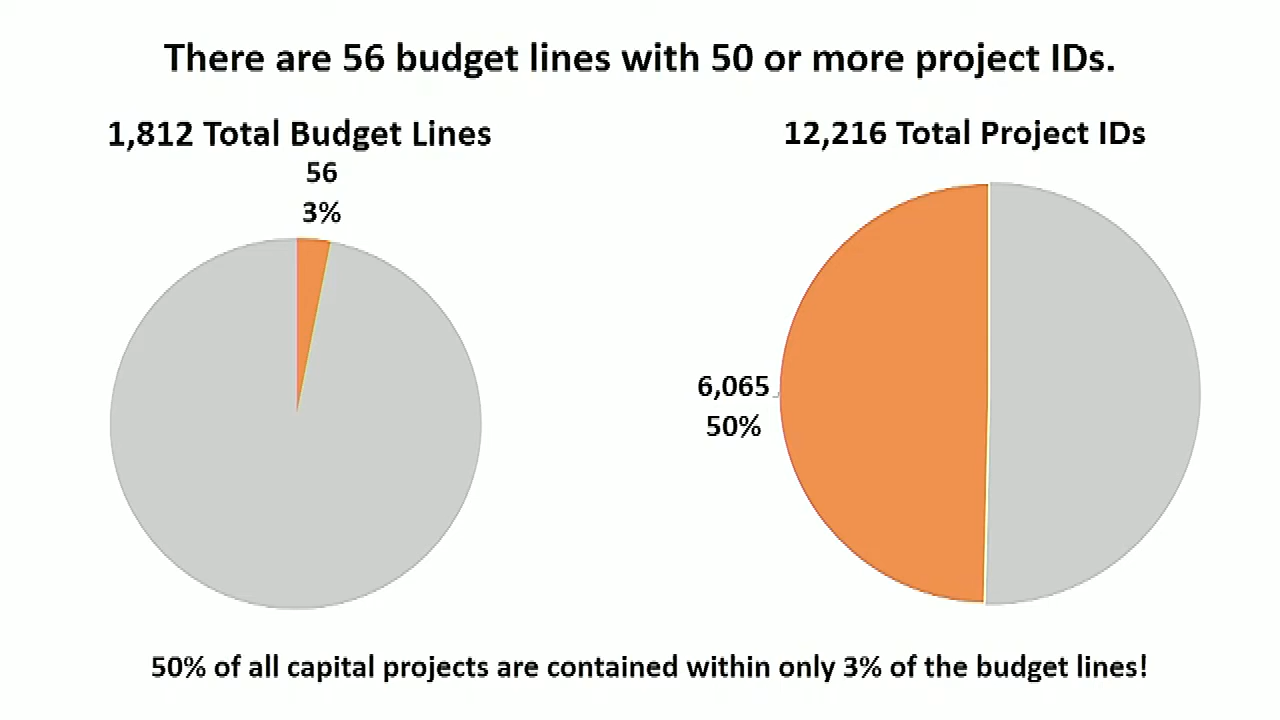 There are 56 budget lines with 50 or more project IDs.
1,812 Total Budget Lines
56
3%
12,216 Total Project IDs
6,065
50%
50% of all capital projects are contained within only 3% of the budget lines!